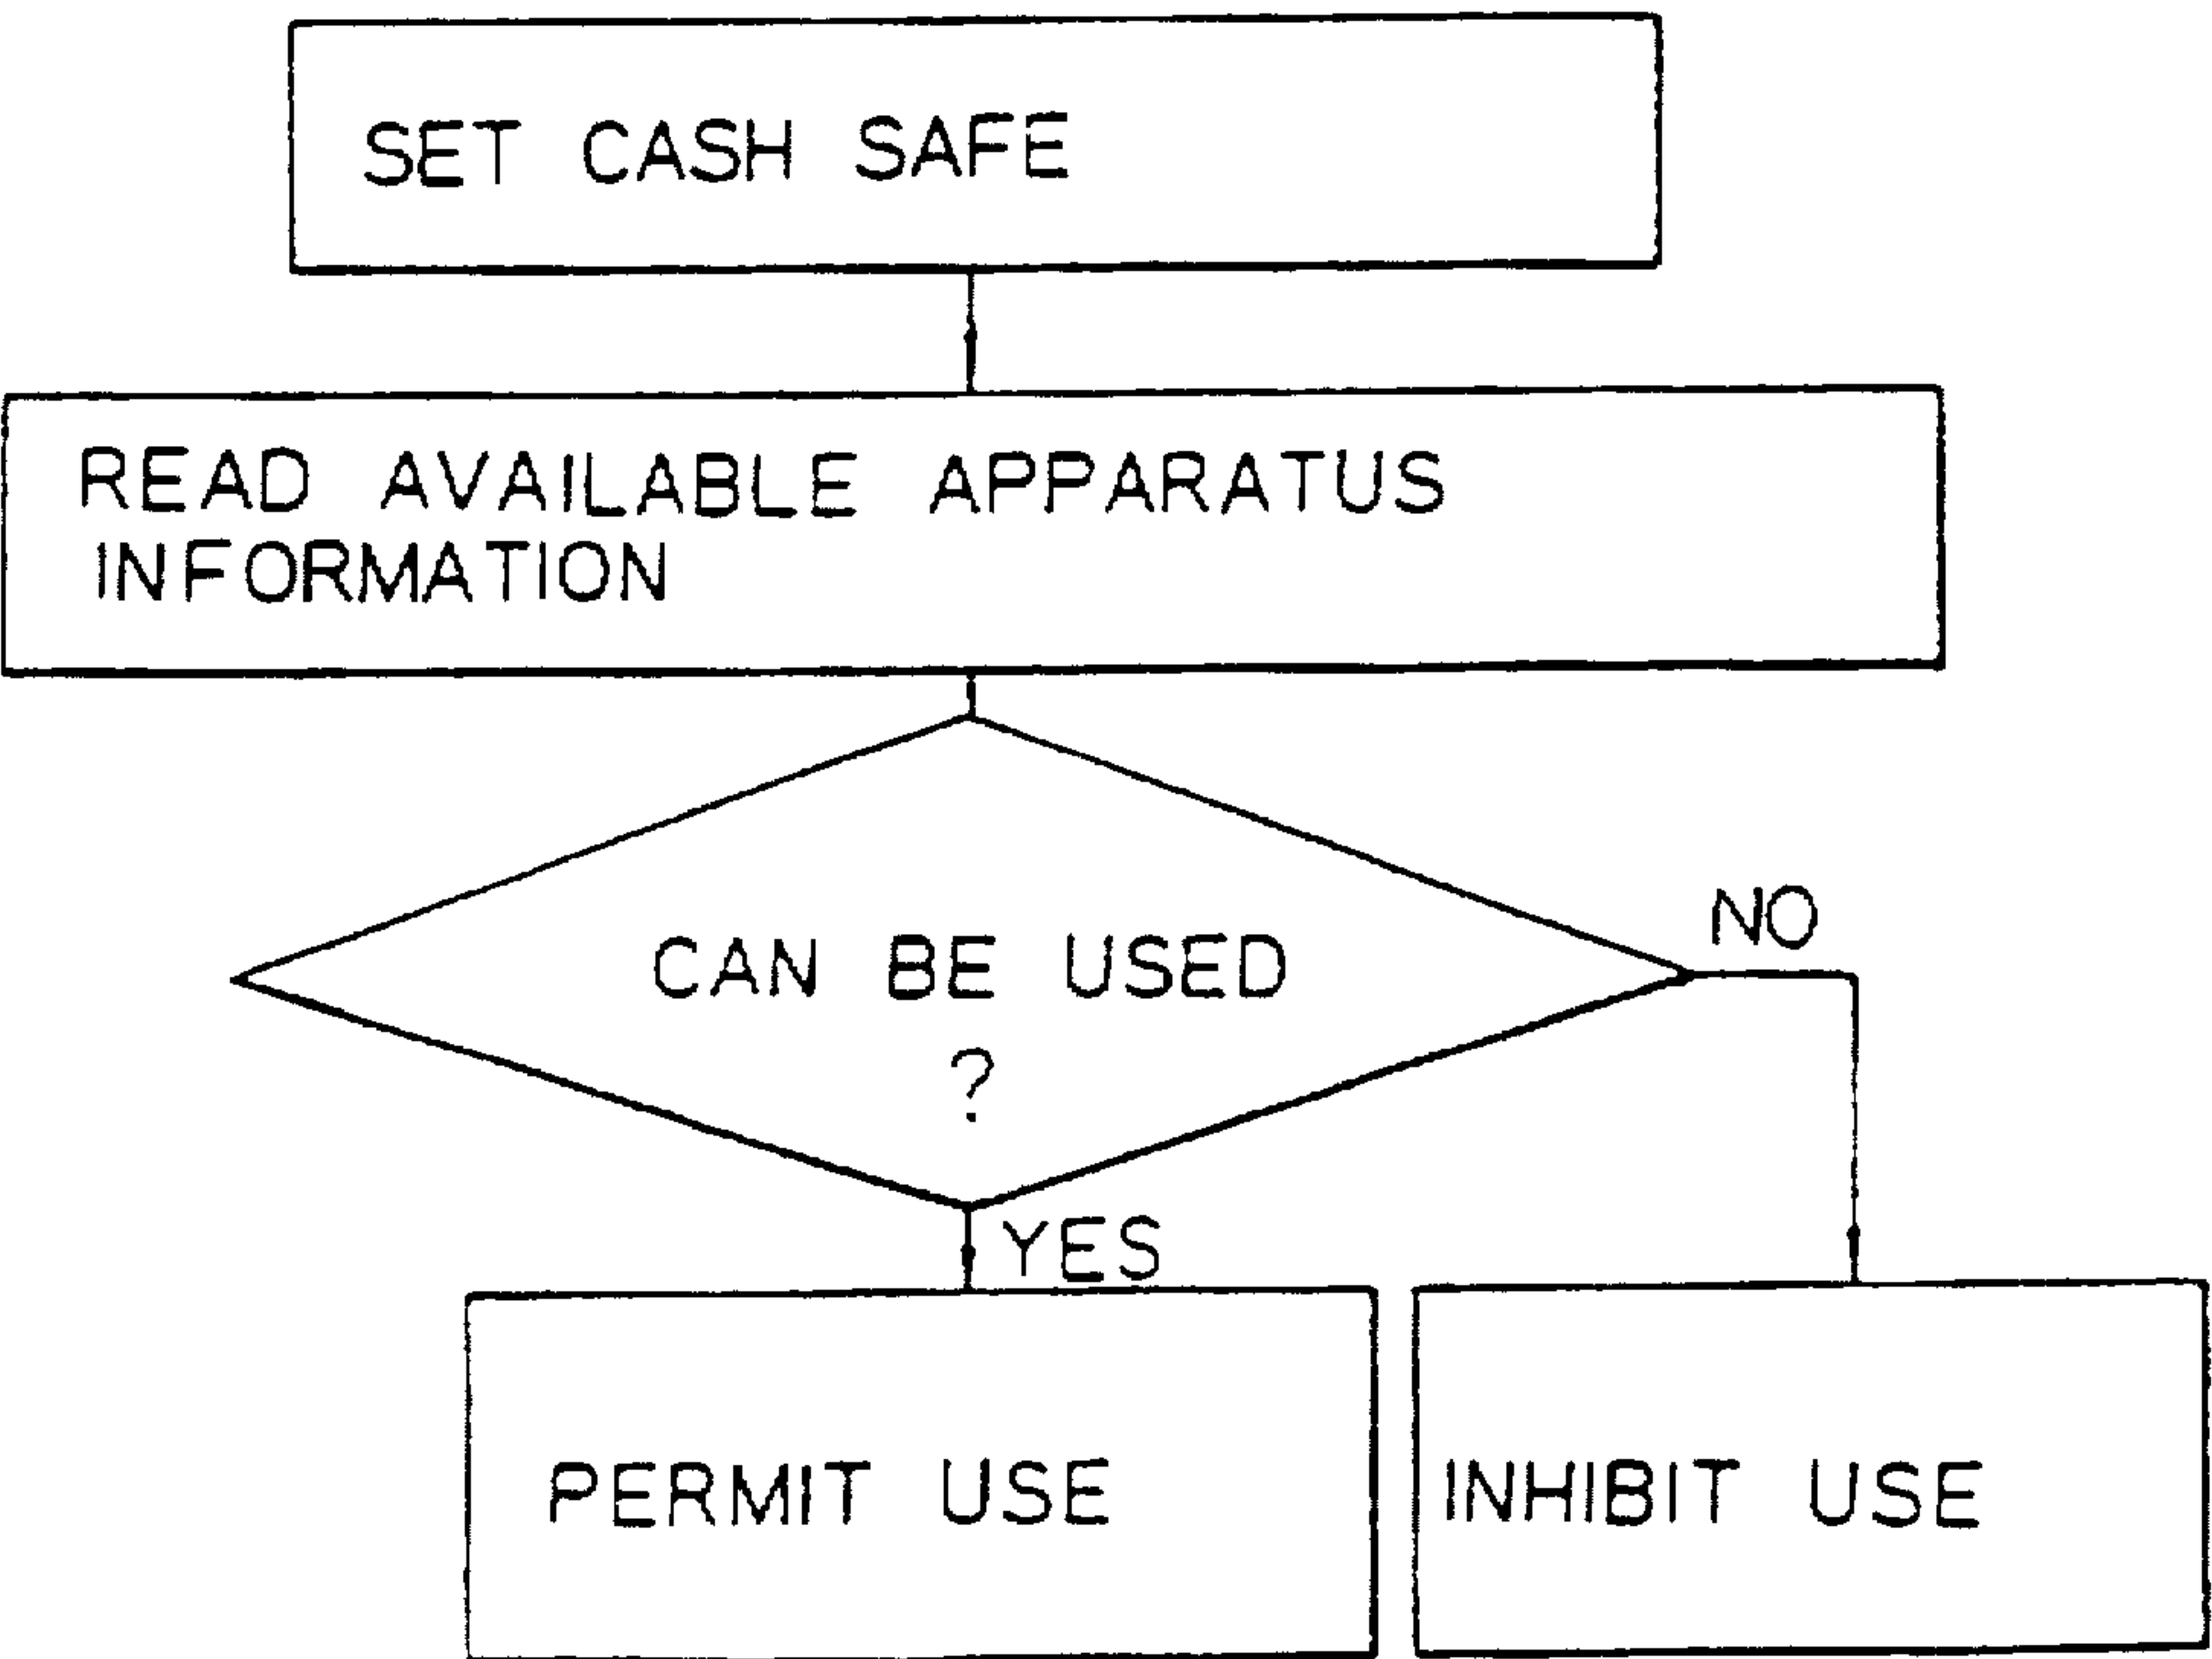 SET CASH SAFE
READ AVAILABLE APPARATUS
INFORMATION
CAN BE USED
?
NO
YES
PERMIT USE
INHIBIT USE